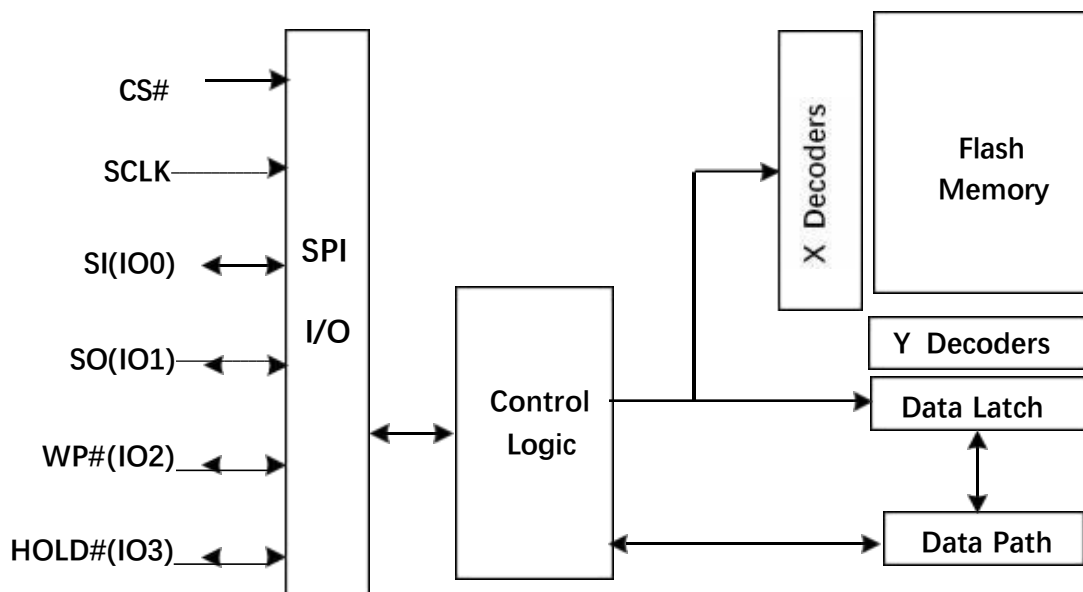 CS#
SCLK
SI(IO0)
SO(IO1)
WP#(IO2)
HOLD#(IO3)
SPI
I/O
Control
Logic
X Decoders
Flash
Memory
Y Decoders
Data Latch
Data Path